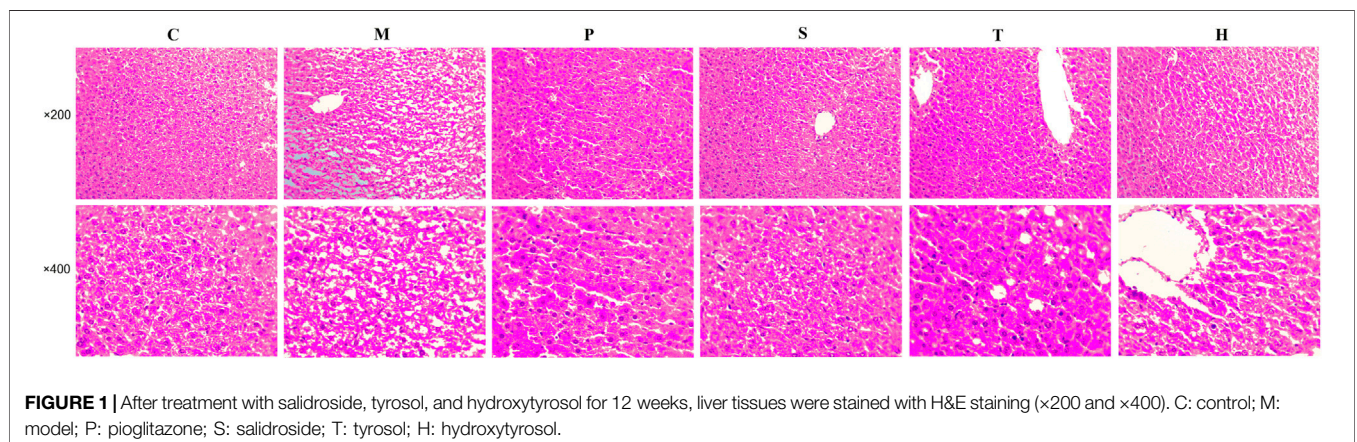 C M P S T H
×200
×400
FIGURE 1 | After treatment with salidroside, tyrosol, and hydroxytyrosol for 12 weeks, liver tissues were stained with H&E staining (×200 and ×400). C: control; M:
model; P: pioglitazone; S: salidroside; T: tyrosol; H: hydroxytyrosol.